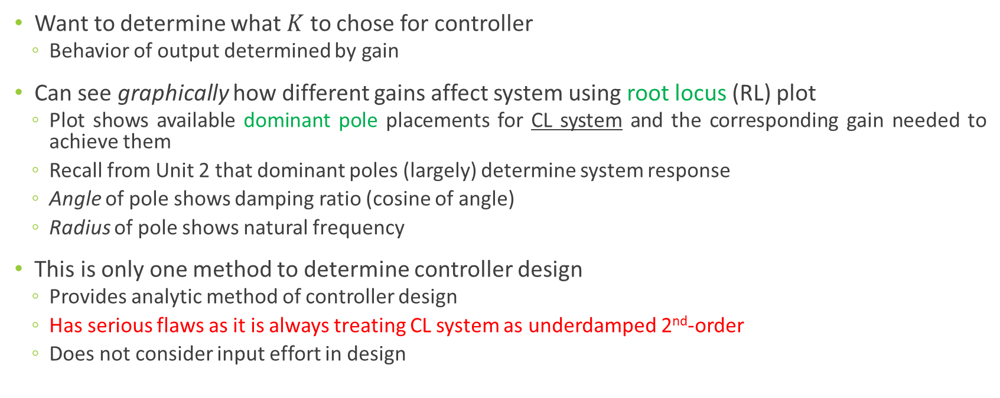 • Want to determine what K to chose for controller
◦ Behavior of output determined by gain
• Can see graphically how different gains affect system using root locus (RL) plot
◦ Plot shows available dominant pole placements for CL system and the corresponding gain needed to
achieve them
◦ Recall from Unit 2 that dominant poles (largely) determine system response
◦ Angle of pole shows damping ratio (cosine of angle)
◦ Radius of pole shows natural frequency
• This is only one method to determine controller design
◦ Provides analytic method of controller design
◦ Has serious flaws as it is always treating CL system as underdamped 2nd-order
◦ Does not consider input effort in design